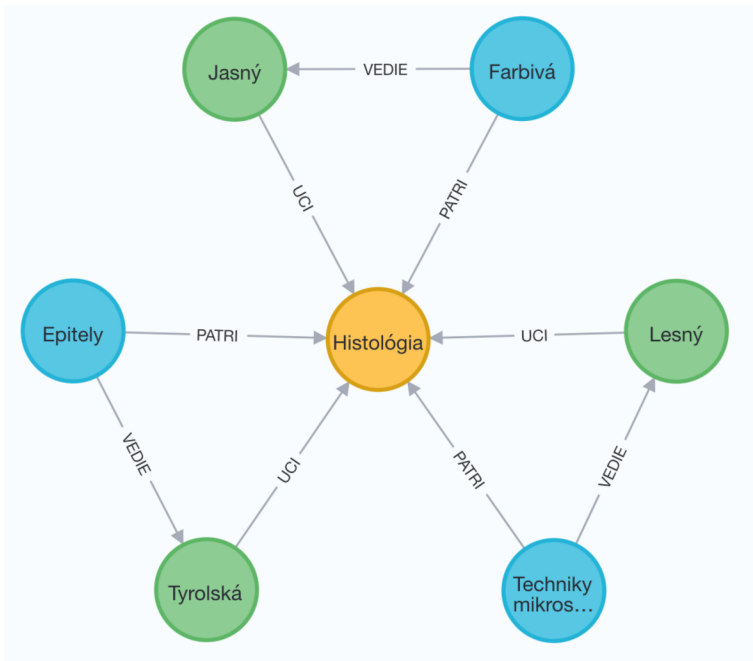 Jasný
VEDIE
Farbivá
UCI
PATRI
Epitely
PATRI
Histológia
UCI
Lesný
VEDIE
UCI
PATRI
VEDIE
Tyrolská
Techniky
mikros...